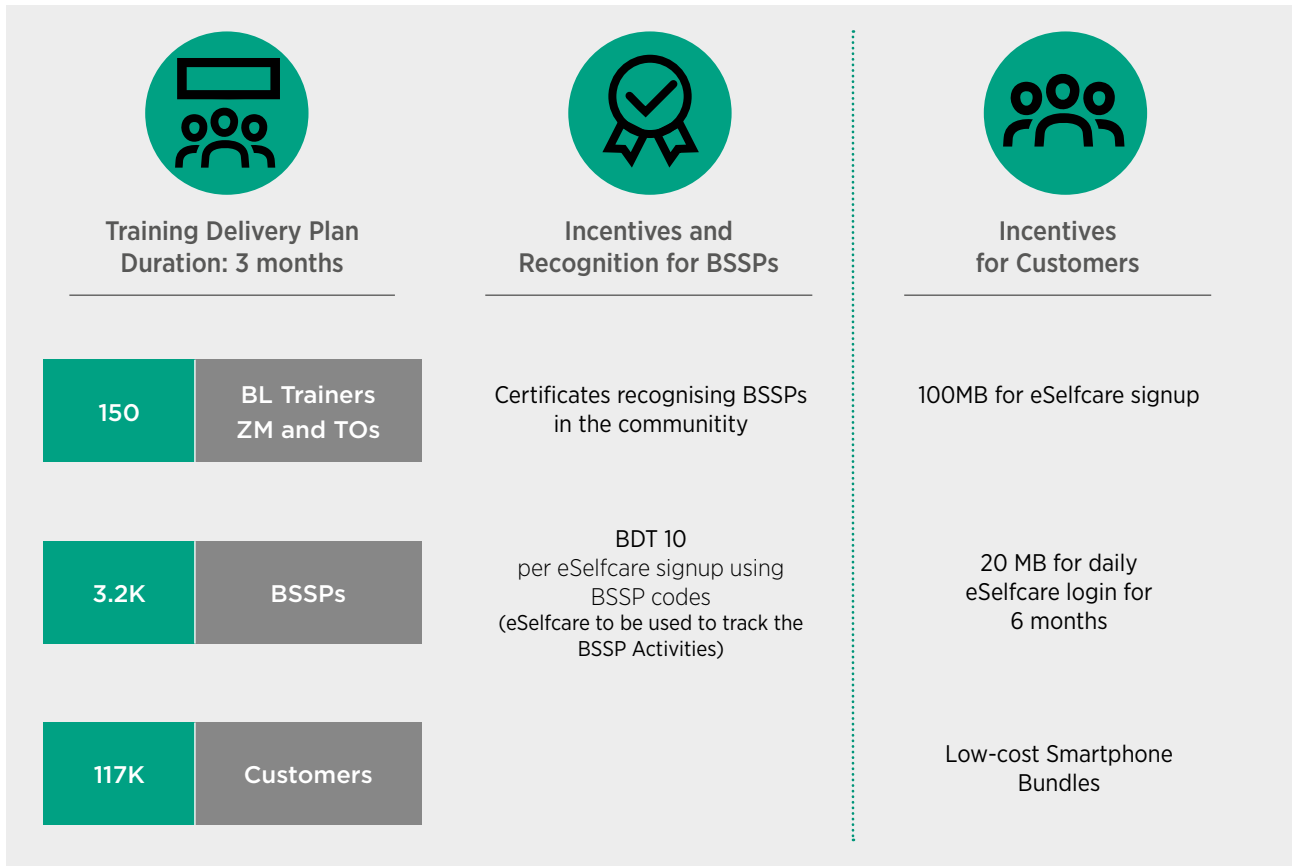 Training Delivery Plan
Duration: 3 months
150
BL Trainers
ZM and TOs
3.2K
BSSPs
117K
Customers
Incentives and
Recognition for BSSPs
Certificates recognising BSSPs
in the communitity
BDT 10
per eSelfcare signup using
BSSP codes
(eSelfcare to be used to track the
BSSP Activities)
Incentives
for Customers
100MB for eSelfcare signup
20 MB for daily
eSelfcare login for
6 months
Low-cost Smartphone
Bundles